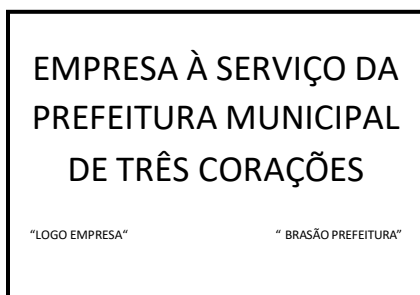 EMPRESA À SERVIÇO DA
PREFEITURA MUNICIPAL
DE TRÊS CORAÇÕES
“LOGO EMPRESA“ “ BRASÃO PREFEITURA”